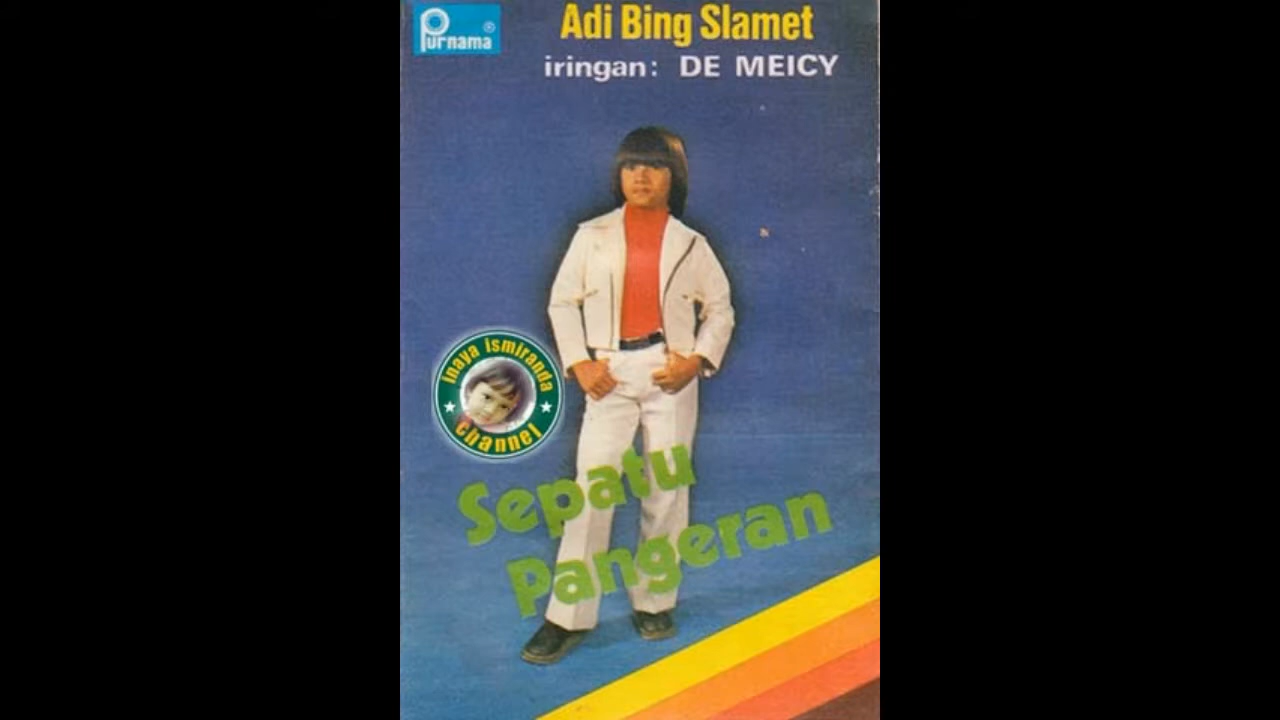 Purnama ®
Adi Bing Slamet
iringan: DE MEICY
inaya ismiranda
channel
Sepatu
Pangeran